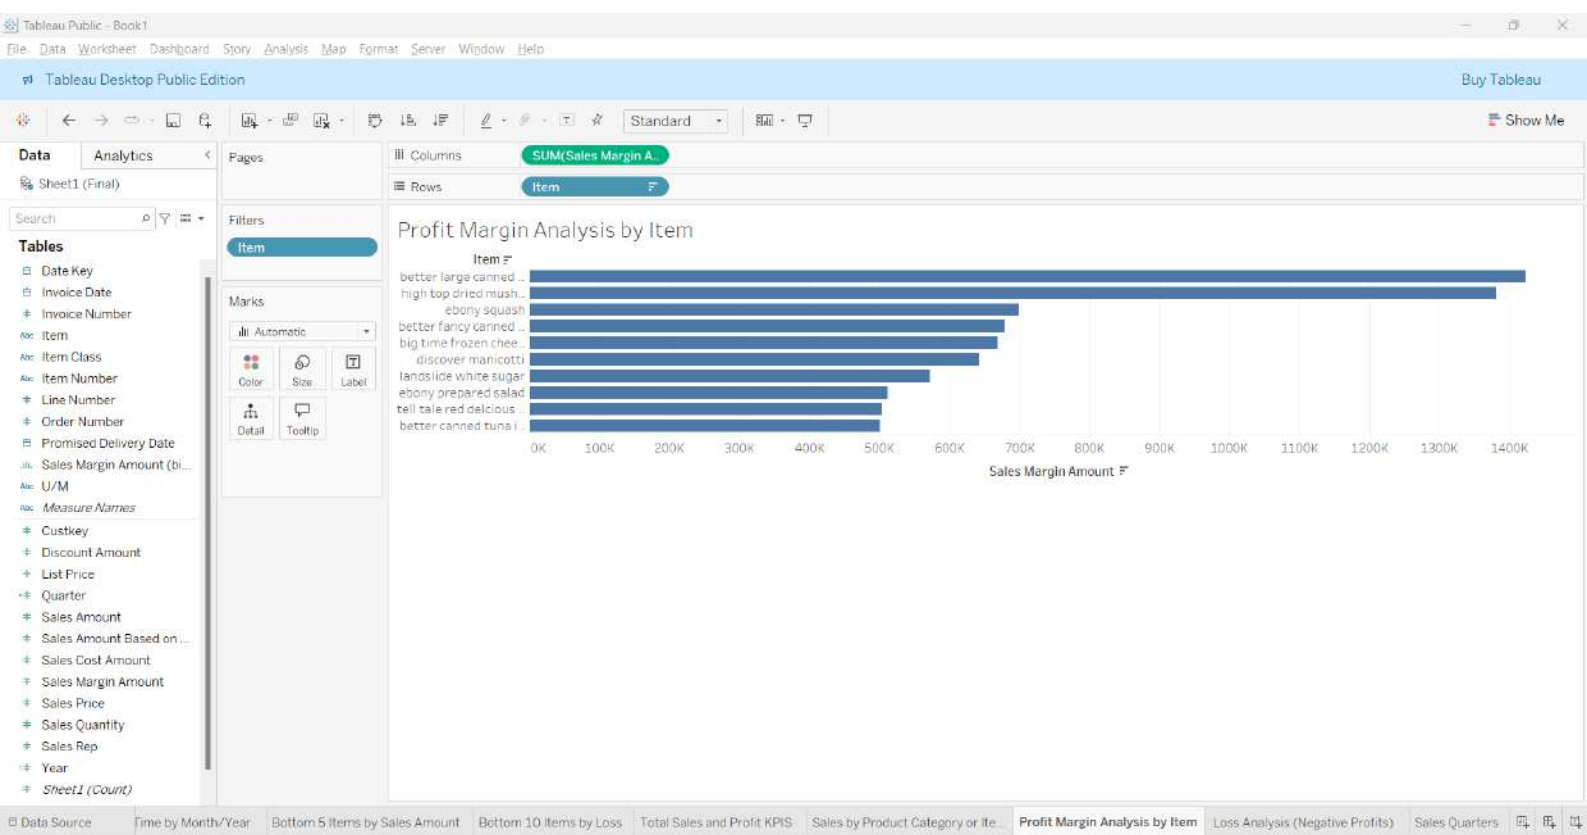 Tableau Public - Book1
File Data Worksheet Dashboard Story Analysis Map Format Server Window Help
Tableau Desktop Public Edition
Buy Tableau
Standard
Show Me
Data
Analytics
Pages
Columns
SUM(Sales Margin A..
Sheet1 (Final)
Rows
Item
Search
Filters
Item
Tables
Date Key
Invoice Date
Invoice Number
Abc Item
Abc Item Class
Abc Item Number
Line Number
Order Number
Promised Delivery Date
Sales Margin Amount (bi...
Abc U/M
Abc Measure Names
Custkey
Discount Amount
List Price
Quarter
Sales Amount
Sales Amount Based on ...
Sales Cost Amount
Sales Margin Amount
Sales Price
Sales Quantity
Sales Rep
Year
Sheet1 (Count)
Marks
Automatic
Color
Size
Label
Detail
Tooltip
Profit Margin Analysis by Item
Item
better large canned ..
high top dried mush..
ebony squash
better fancy canned ..
big time frozen chee..
discover manicotti
landslide white sugar
ebony prepared salad
tell tale red delcious ..
better canned tuna i..
0K 100K 200K 300K 400K 500K 600K 700K 800K 900K 1000K 1100K 1200K 1300K 1400K
Sales Margin Amount
Data Source
Time by Month/Year
Bottom 5 Items by Sales Amount
Bottom 10 Items by Loss
Total Sales and Profit KPIS
Sales by Product Category or Ite...
Profit Margin Analysis by Item
Loss Analysis (Negative Profits)
Sales Quarters